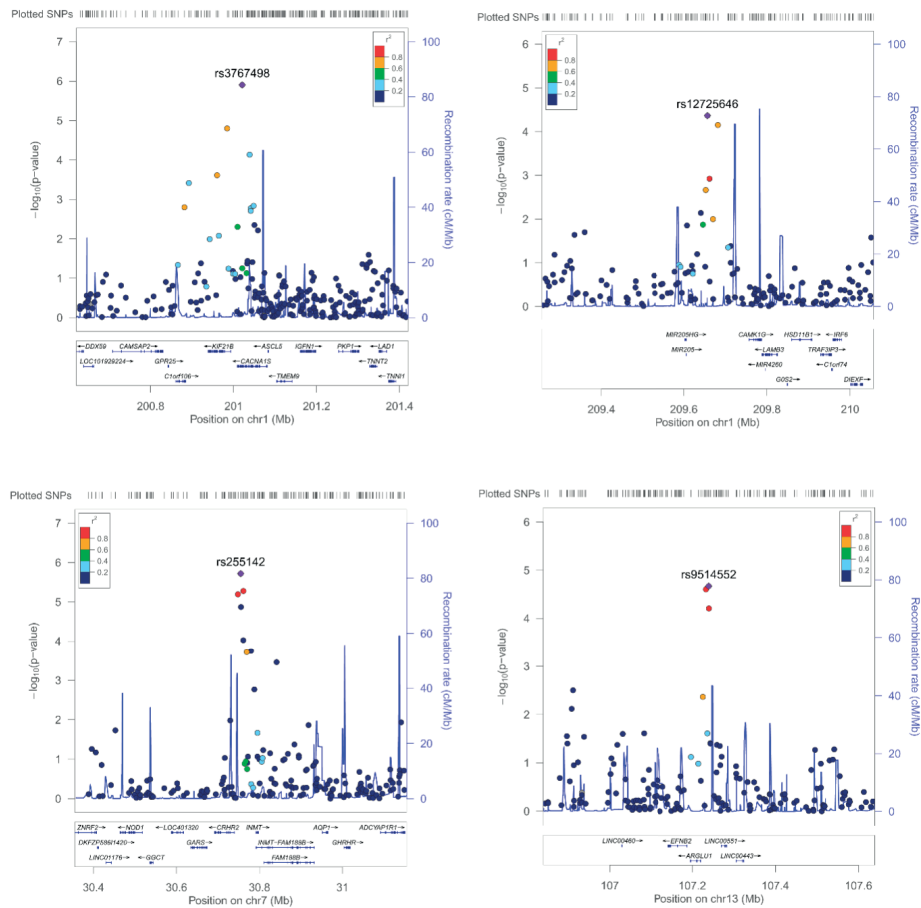 Plotted SNPs
r²
0.8
0.6
0.4
0.2
rs3767498
−log₁₀(p−value)
7
6
5
4
3
2
1
0
Recombination rate (cM/Mb)
100
80
60
40
20
0
←DDX59 CAMSAP2→ ←KIF21B ←ASCL5 IGFN1→ PKP1→ ←LAD1
LOC101929224→ GPR25→ ←CACNA1S ←TNNT2
C1orf106→ ←TMEM9 ←TNNI1
200.8 201 201.2 201.4
Position on chr1 (Mb)
Plotted SNPs
r²
0.8
0.6
0.4
0.2
rs12725646
−log₁₀(p−value)
6
5
4
3
2
1
0
Recombination rate (cM/Mb)
100
80
60
40
20
0
MIR205HG→ CAMK1G→ HSD11B1→ ←IRF6
MIR205→ ←LAMB3 TRAF3IP3→
←MIR4260 ←C1orf74
G0S2→ DIEXF→
209.4 209.6 209.8 210
Position on chr1 (Mb)
Plotted SNPs
r²
0.8
0.6
0.4
0.2
rs255142
−log₁₀(p−value)
7
6
5
4
3
2
1
0
Recombination rate (cM/Mb)
100
80
60
40
20
0
ZNRF2→ ←NOD1 ←LOC401320 ←CRHR2 INMT→ AQP1→ ADCYAP1R1→
DKFZP586I1420→ GARS→ INMT−FAM188B→ GHRHR→
LINC01176→ ←GGCT FAM188B→
30.4 30.6 30.8 31
Position on chr7 (Mb)
Plotted SNPs
r²
0.8
0.6
0.4
0.2
rs9514552
−log₁₀(p−value)
6
5
4
3
2
1
0
Recombination rate (cM/Mb)
100
80
60
40
20
0
LINC00460→ ←EFNB2 LINC00551→
←ARGLU1 LINC00443→
107 107.2 107.4 107.6
Position on chr13 (Mb)